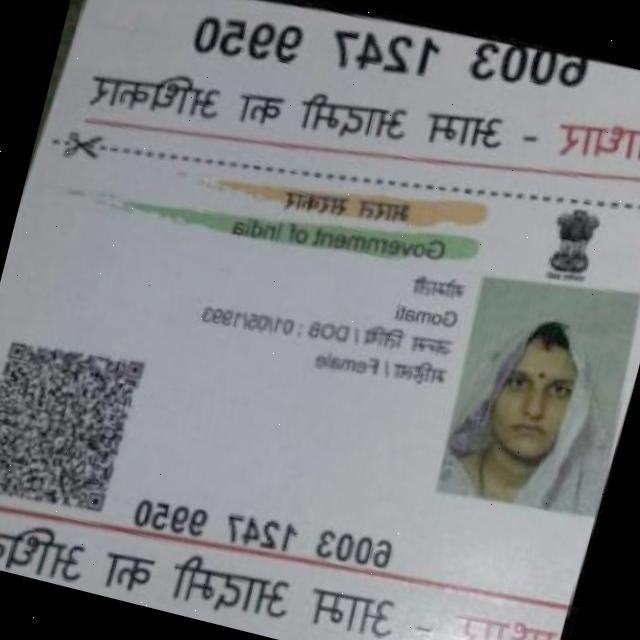 6003 1247 9950
आधार - आम आदमी का अधिकार
भारत सरकार
Government of India
गोमती
Gomati
जन्म तिथि / DOB : 01/05/1993
महिला / Female
6003 1247 9950
आधार - आम आदमी का अधिकार